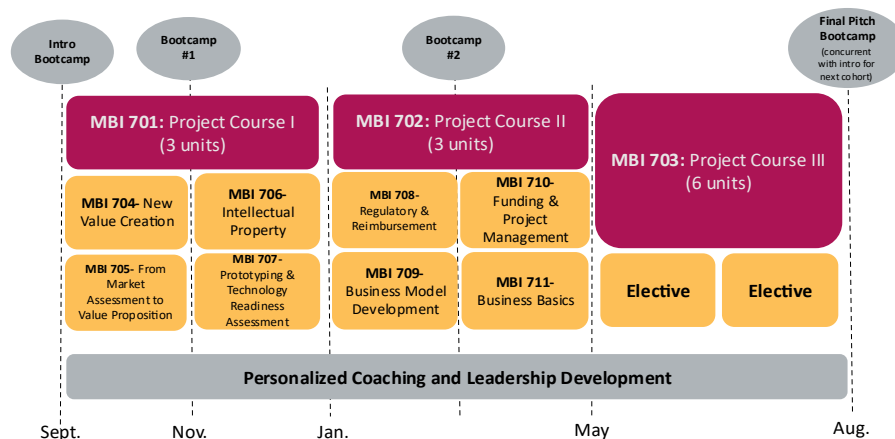 Intro
Bootcamp
Bootcamp
#1
Bootcamp
#2
Final Pitch
Bootcamp
(concurrent
with intro for
next cohort)
MBI 701: Project Course I
(3 units)
MBI 702: Project Course II
(3 units)
MBI 703: Project Course III
(6 units)
MBI 704- New
Value Creation
MBI 706-
Intellectual
Property
MBI 708-
Regulatory &
Reimbursement
MBI 710-
Funding &
Project
Management
MBI 705- From
Market
Assessment to
Value Proposition
MBI 707-
Prototyping &
Technology
Readiness
Assessment
MBI 709-
Business Model
Development
MBI 711-
Business Basics
Elective
Elective
Personalized Coaching and Leadership Development
Sept.
Nov.
Jan.
May
Aug.